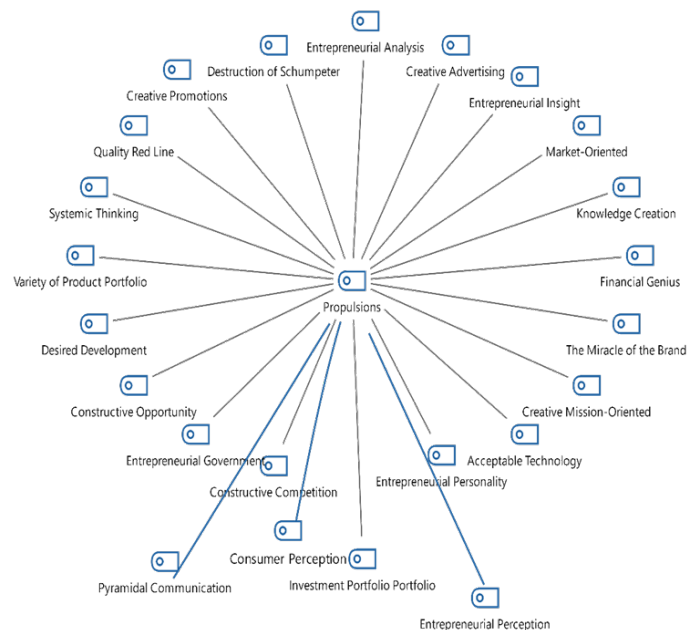 Entrepreneurial Analysis
Destruction of Schumpeter
Creative Advertising
Creative Promotions
Entrepreneurial Insight
Quality Red Line
Market-Oriented
Systemic Thinking
Knowledge Creation
Variety of Product Portfolio
Financial Genius
Propulsions
Desired Development
The Miracle of the Brand
Constructive Opportunity
Creative Mission-Oriented
Entrepreneurial Government
Acceptable Technology
Entrepreneurial Personality
Constructive Competition
Consumer Perception
Investment Portfolio Portfolio
Pyramidal Communication
Entrepreneurial Perception